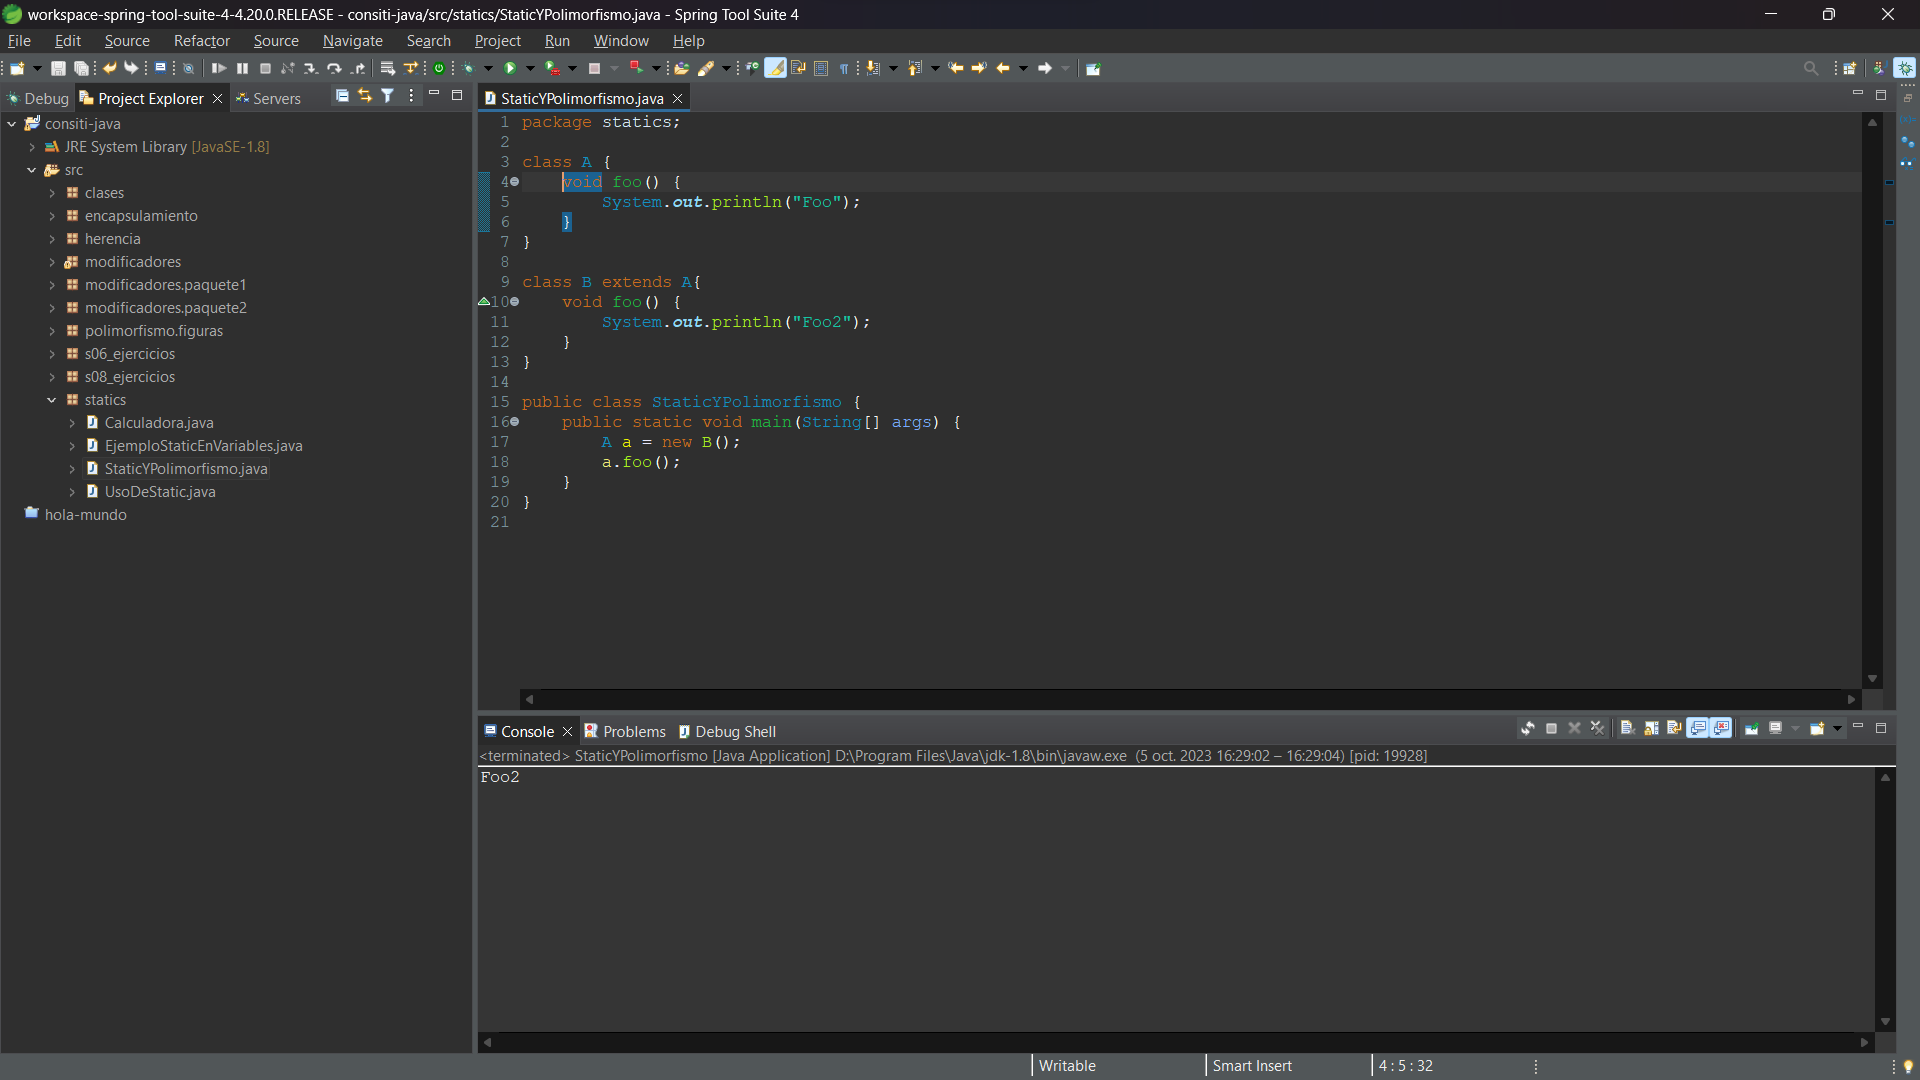 workspace-spring-tool-suite-4-4.20.0.RELEASE - consiti-java/src/statics/StaticYPolimorfismo.java - Spring Tool Suite 4
File Edit Source Refactor Source Navigate Search Project Run Window Help
Debug Project Explorer Servers
consiti-java
JRE System Library [JavaSE-1.8]
src
clases
encapsulamiento
herencia
modificadores
modificadores.paquete1
modificadores.paquete2
polimorfismo.figuras
s06_ejercicios
s08_ejercicios
statics
Calculadora.java
EjemploStaticEnVariables.java
StaticYPolimorfismo.java
UsoDeStatic.java
hola-mundo
StaticYPolimorfismo.java
1 package statics;
2
3 class A {
4 void foo() {
5 System.out.println("Foo");
6 }
7 }
8
9 class B extends A{
10 void foo() {
11 System.out.println("Foo2");
12 }
13 }
14
15 public class StaticYPolimorfismo {
16 public static void main(String[] args) {
17 A a = new B();
18 a.foo();
19 }
20 }
21
Console Problems Debug Shell
<terminated> StaticYPolimorfismo [Java Application] D:\Program Files\Java\jdk-1.8\bin\javaw.exe (5 oct. 2023 16:29:02 – 16:29:04) [pid: 19928]
Foo2
Writable Smart Insert 4 : 5 : 32